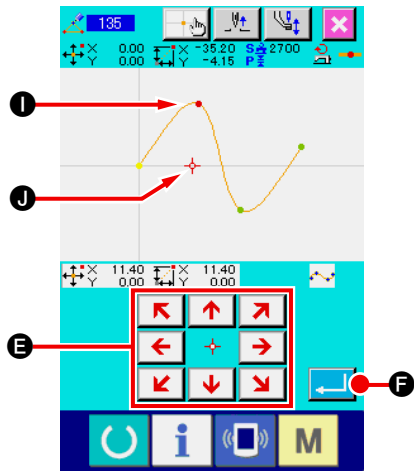 135
X 0.00 X -35.20 S 2700
Y 0.00 Y -4.15 P
I
J
X 11.40 X 11.40
Y 0.00 Y 0.00
E
F
i M